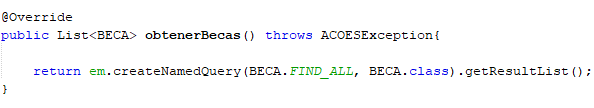 @Override
public List<BECA> obtenerBecas() throws ACOESException{
return em.createNamedQuery(BECA.FIND_ALL, BECA.class).getResultList();
}